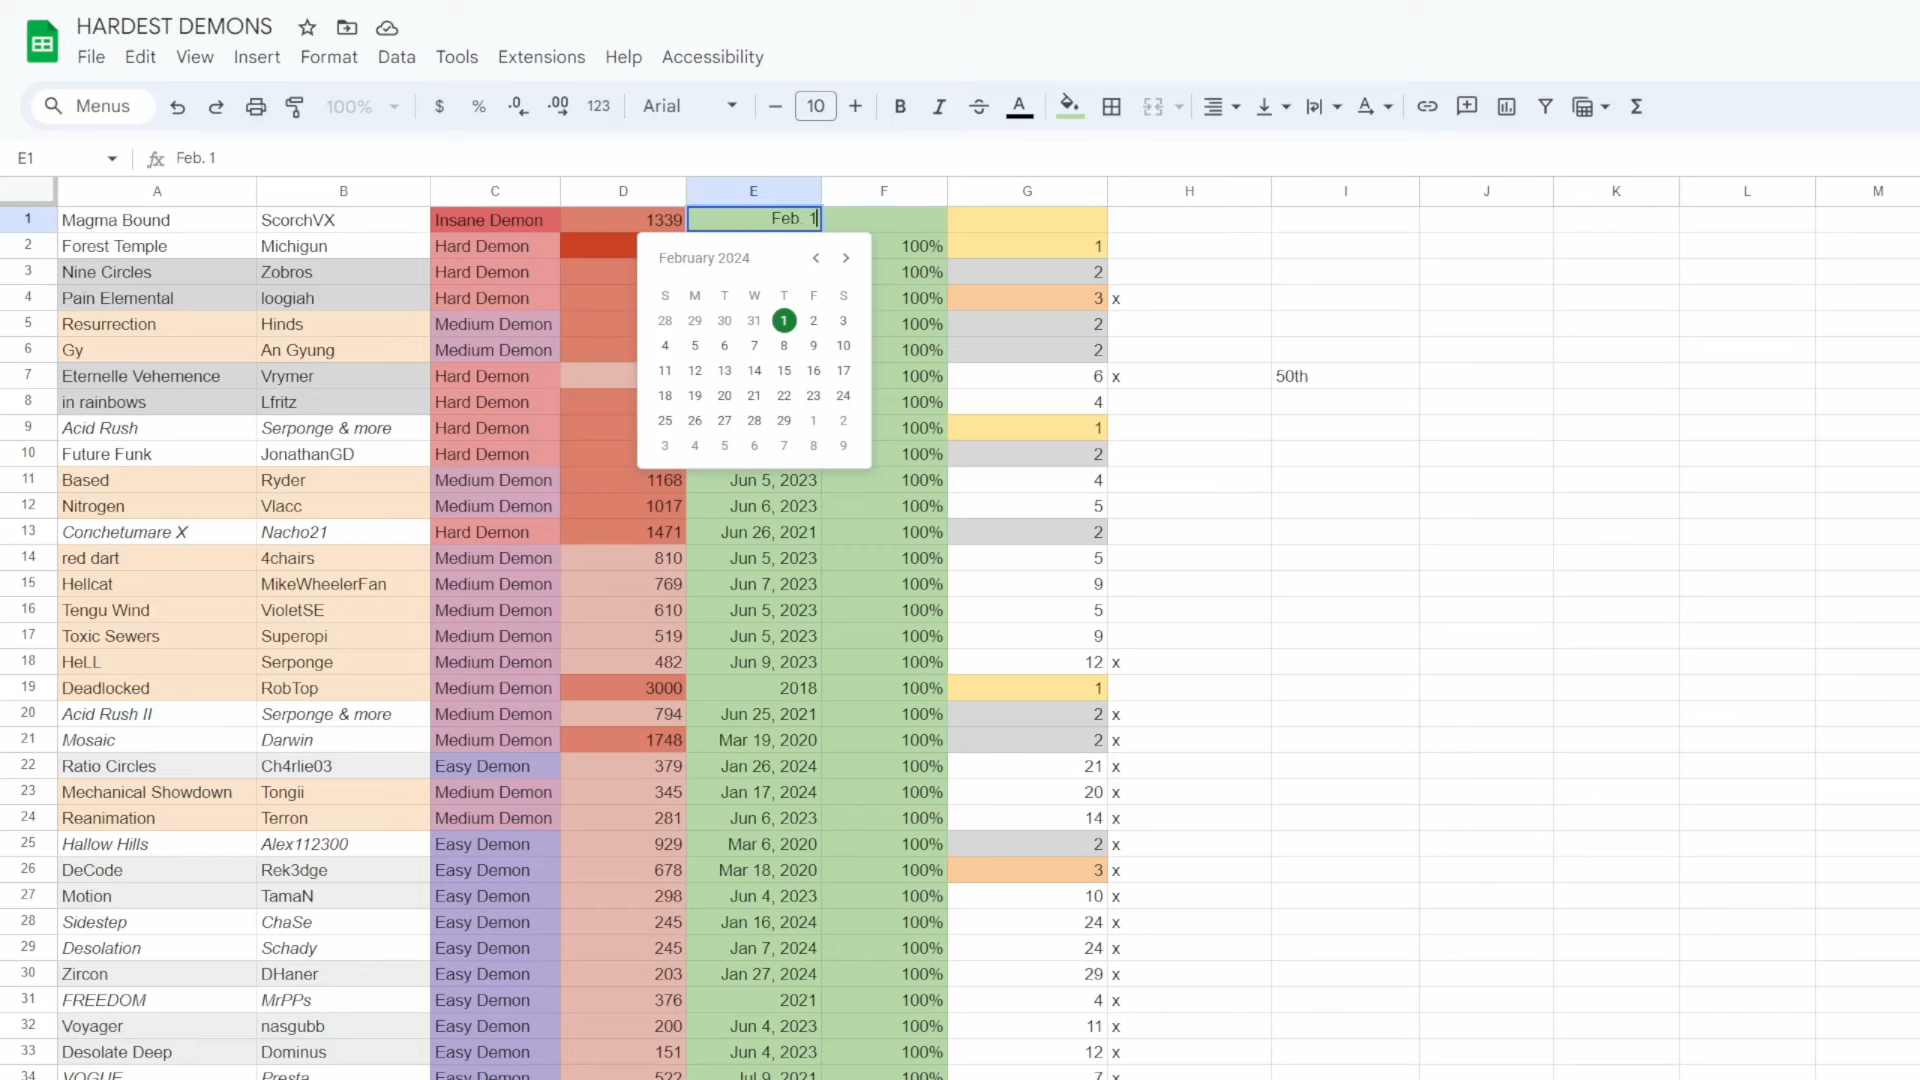 HARDEST DEMONS
File Edit View Insert Format Data Tools Extensions Help Accessibility
Menus 100% $ % .0 .00 123 Arial 10 B I A
E1 fx Feb. 1
A B C D E F G H I J K L M
1 Magma Bound ScorchVX Insane Demon 1339 Feb. 1
2 Forest Temple Michigun Hard Demon 100% 1
3 Nine Circles Zobros Hard Demon 100% 2
4 Pain Elemental loogiah Hard Demon 100% 3 x
5 Resurrection Hinds Medium Demon 100% 2
6 Gy An Gyung Medium Demon 100% 2
7 Eternelle Vehemence Vrymer Hard Demon 100% 6 x 50th
8 in rainbows Lfritz Hard Demon 100% 4
9 Acid Rush Serponge & more Hard Demon 100% 1
10 Future Funk JonathanGD Hard Demon 100% 2
February 2024
S M T W T F S
28 29 30 31 1 2 3
4 5 6 7 8 9 10
11 12 13 14 15 16 17
18 19 20 21 22 23 24
25 26 27 28 29 1 2
3 4 5 6 7 8 9
11 Based Ryder Medium Demon 1168 Jun 5, 2023 100% 4
12 Nitrogen Vlacc Medium Demon 1017 Jun 6, 2023 100% 5
13 Conchetumare X Nacho21 Hard Demon 1471 Jun 26, 2021 100% 2
14 red dart 4chairs Medium Demon 810 Jun 5, 2023 100% 5
15 Hellcat MikeWheelerFan Medium Demon 769 Jun 7, 2023 100% 9
16 Tengu Wind VioletSE Medium Demon 610 Jun 5, 2023 100% 5
17 Toxic Sewers Superopi Medium Demon 519 Jun 5, 2023 100% 9
18 HeLL Serponge Medium Demon 482 Jun 9, 2023 100% 12 x
19 Deadlocked RobTop Medium Demon 3000 2018 100% 1
20 Acid Rush II Serponge & more Medium Demon 794 Jun 25, 2021 100% 2 x
21 Mosaic Darwin Medium Demon 1748 Mar 19, 2020 100% 2 x
22 Ratio Circles Ch4rlie03 Easy Demon 379 Jan 26, 2024 100% 21 x
23 Mechanical Showdown Tongii Medium Demon 345 Jan 17, 2024 100% 20 x
24 Reanimation Terron Medium Demon 281 Jun 6, 2023 100% 14 x
25 Hallow Hills Alex112300 Easy Demon 929 Mar 6, 2020 100% 2 x
26 DeCode Rek3dge Easy Demon 678 Mar 18, 2020 100% 3 x
27 Motion TamaN Easy Demon 298 Jun 4, 2023 100% 10 x
28 Sidestep ChaSe Easy Demon 245 Jan 16, 2024 100% 24 x
29 Desolation Schady Easy Demon 245 Jan 7, 2024 100% 24 x
30 Zircon DHaner Easy Demon 203 Jan 27, 2024 100% 29 x
31 FREEDOM MrPPs Easy Demon 376 2021 100% 4 x
32 Voyager nasgubb Easy Demon 200 Jun 4, 2023 100% 11 x
33 Desolate Deep Dominus Easy Demon 151 Jun 4, 2023 100% 12 x
34 VOGUE Presta Easy Demon 522 Jul 9, 2021 100% 7 x